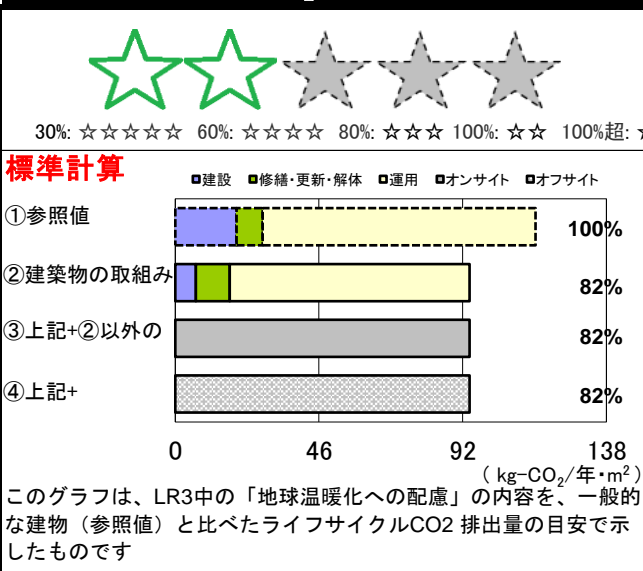 30%: ☆☆☆☆☆ 60%: ☆☆☆☆ 80%: ☆☆☆ 100%: ☆☆ 100%超: ☆
標準計算
■建設 ■修繕・更新・解体 ■運用 ■オンサイト ■オフサイト
①参照値 100%
②建築物の取組み 82%
③上記+②以外の 82%
④上記+ 82%
0 46 92 138
( kg-CO₂/年・m²)
このグラフは、LR3中の「地球温暖化への配慮」の内容を、一般的
な建物（参照値）と比べたライフサイクルCO2 排出量の目安で示
したものです